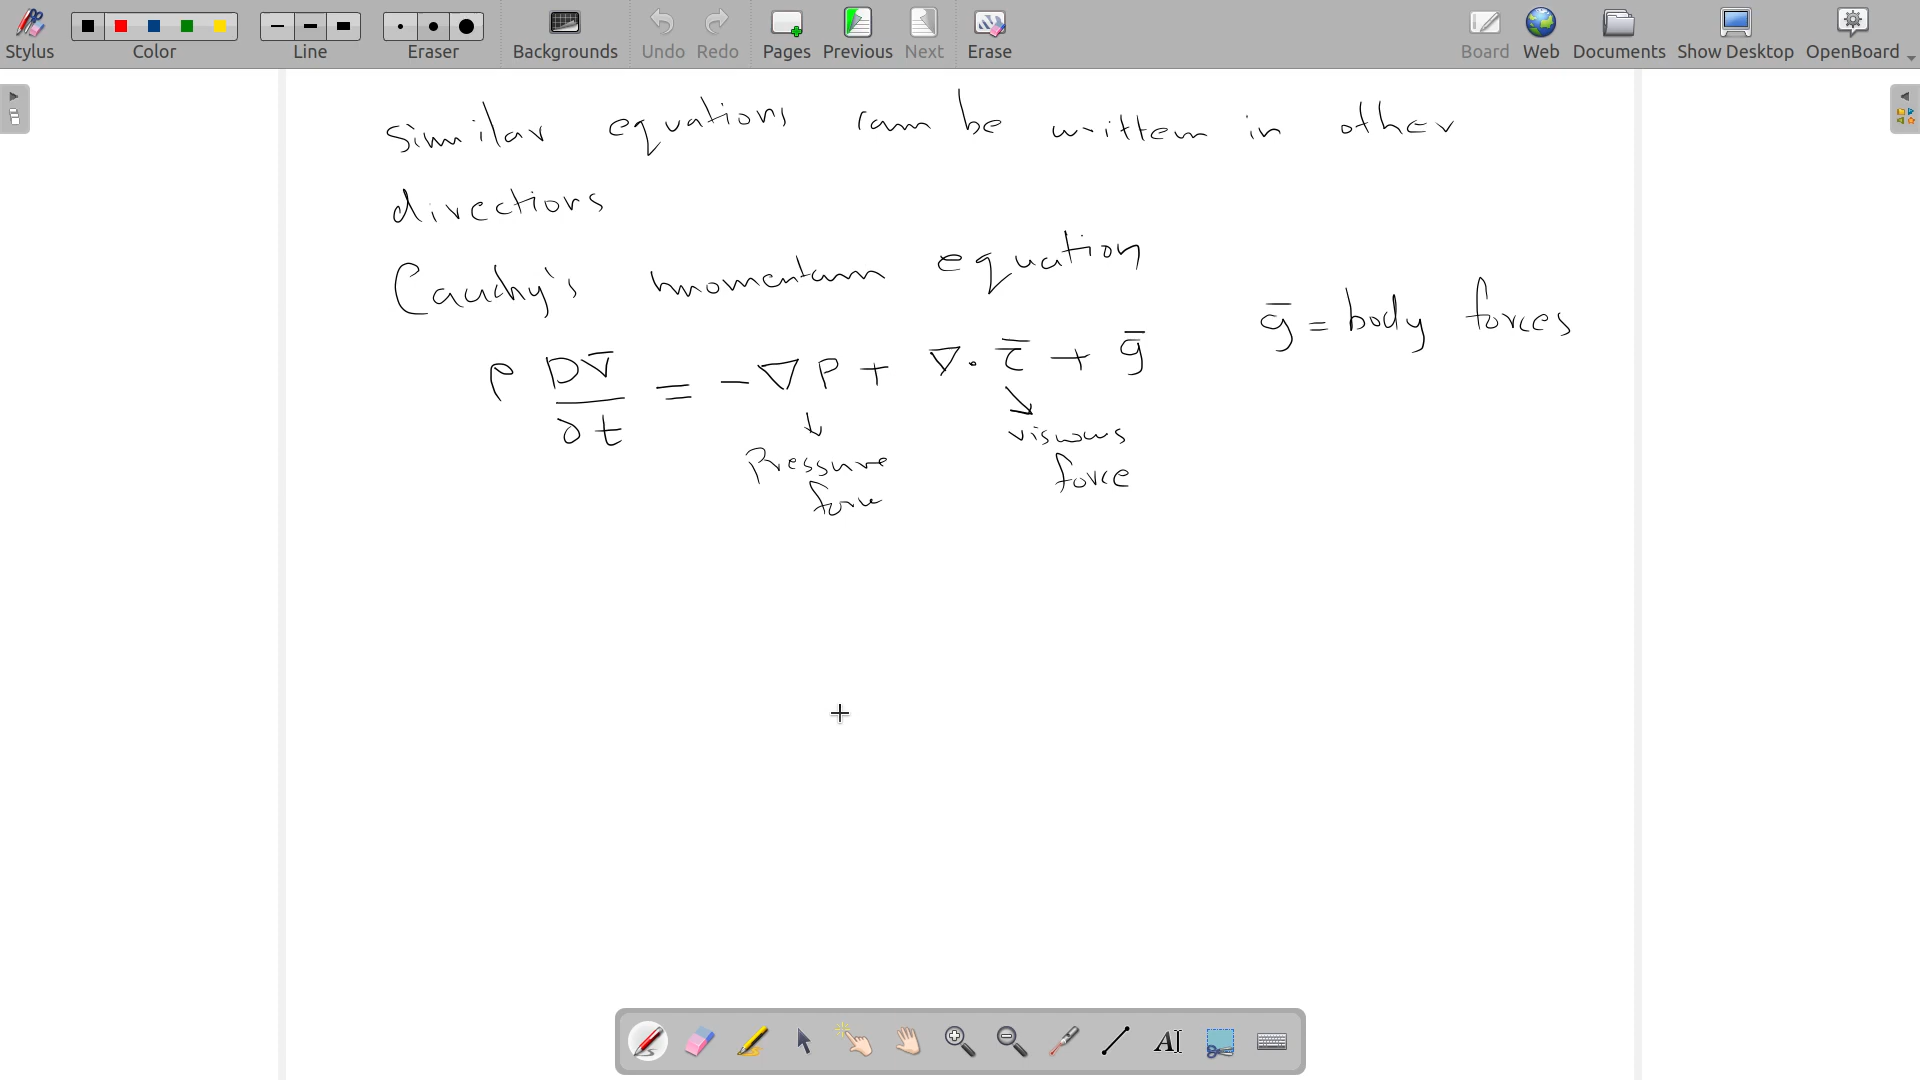 Stylus Color Line Eraser Backgrounds Undo Redo Pages Previous Next Erase Board Web Documents Show Desktop OpenBoard
similar equations can be written in other
directions
Cauchy's momentum equation
g̅ = body forces
ρ DV̅/∂t = -∇P + ∇·τ̿ + g̅
Pressure
force
viscous
force
AI